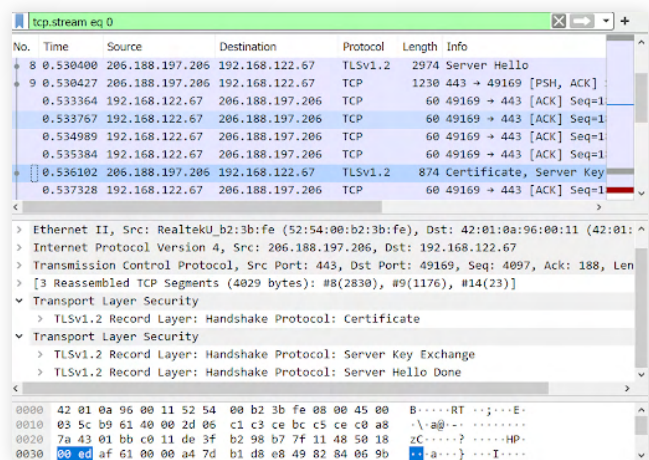 tcp.stream eq 0
No. Time Source Destination Protocol Length Info
8 0.530400 206.188.197.206 192.168.122.67 TLSv1.2 2974 Server Hello
9 0.530427 206.188.197.206 192.168.122.67 TCP 1230 443 → 49169 [PSH, ACK]
0.533364 192.168.122.67 206.188.197.206 TCP 60 49169 → 443 [ACK] Seq=1
0.533767 192.168.122.67 206.188.197.206 TCP 60 49169 → 443 [ACK] Seq=1
0.534989 192.168.122.67 206.188.197.206 TCP 60 49169 → 443 [ACK] Seq=1
0.535384 192.168.122.67 206.188.197.206 TCP 60 49169 → 443 [ACK] Seq=1
0.536102 206.188.197.206 192.168.122.67 TLSv1.2 874 Certificate, Server Key
0.537328 192.168.122.67 206.188.197.206 TCP 60 49169 → 443 [ACK] Seq=1
Ethernet II, Src: RealtekU_b2:3b:fe (52:54:00:b2:3b:fe), Dst: 42:01:0a:96:00:11 (42:01:
Internet Protocol Version 4, Src: 206.188.197.206, Dst: 192.168.122.67
Transmission Control Protocol, Src Port: 443, Dst Port: 49169, Seq: 4097, Ack: 188, Len
[3 Reassembled TCP Segments (4029 bytes): #8(2830), #9(1176), #14(23)]
Transport Layer Security
TLSv1.2 Record Layer: Handshake Protocol: Certificate
Transport Layer Security
TLSv1.2 Record Layer: Handshake Protocol: Server Key Exchange
TLSv1.2 Record Layer: Handshake Protocol: Server Hello Done
0000 42 01 0a 96 00 11 52 54 00 b2 3b fe 08 00 45 00 B·····RT ··;···E·
0010 03 5c b9 61 40 00 2d 06 c1 c3 ce bc c5 ce c0 a8 ·\·a@·-· ········
0020 7a 43 01 bb c0 11 de 3f b2 98 b7 7f 11 48 50 18 zC·····? ·····HP·
0030 00 ed af 61 00 00 a4 7d b1 d8 e8 49 82 84 06 9b ···a···} ···I····